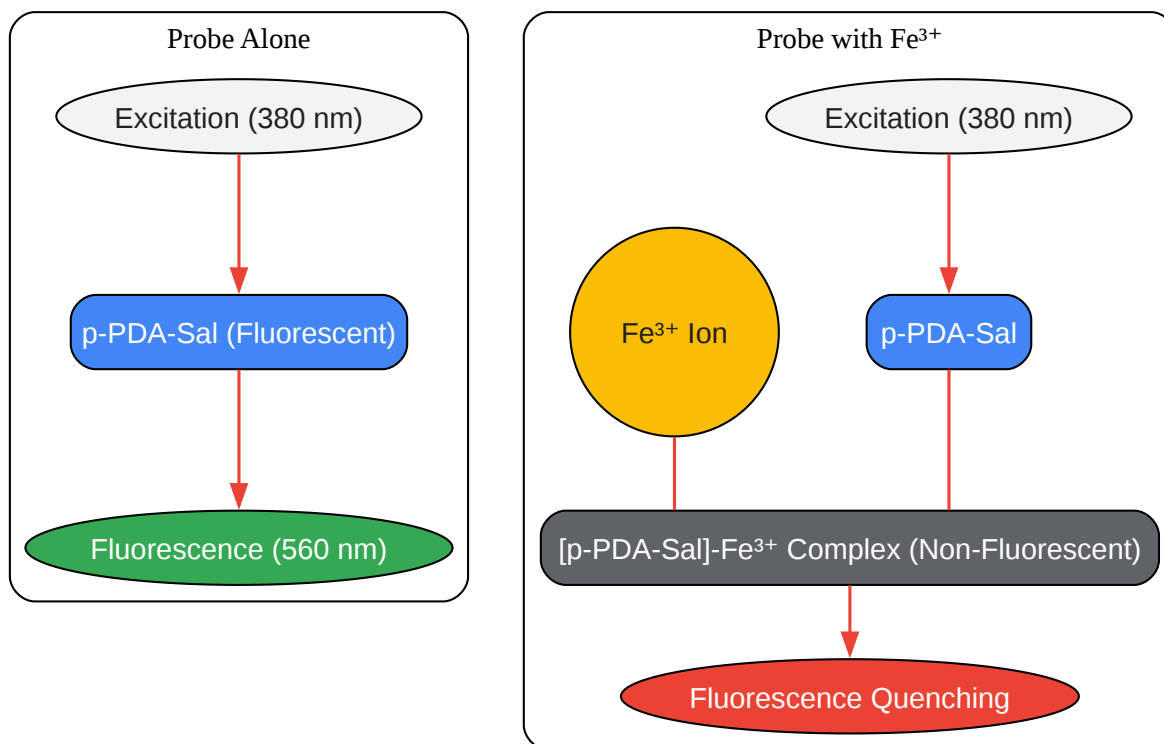 Probe Alone
Excitation (380 nm)
p-PDA-Sal (Fluorescent)
Fluorescence (560 nm)
Probe with Fe³⁺
Excitation (380 nm)
Fe³⁺ Ion
p-PDA-Sal
[p-PDA-Sal]-Fe³⁺ Complex (Non-Fluorescent)
Fluorescence Quenching